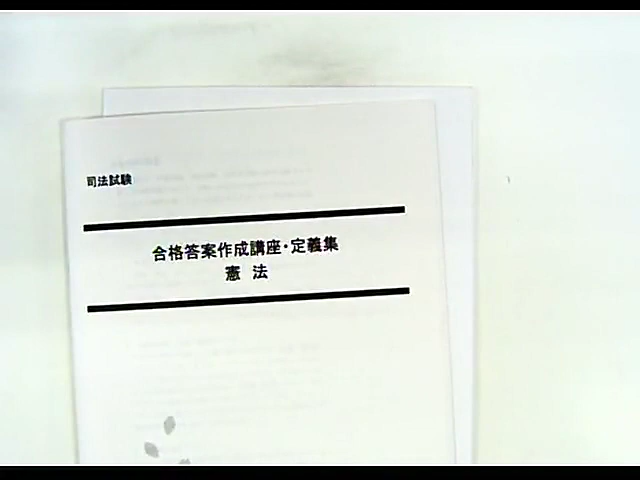 司法試験
合格答案作成講座・定義集
憲 法